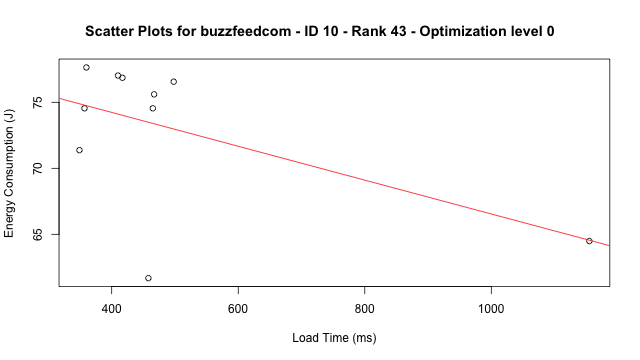 Scatter Plots for buzzfeedcom - ID 10 - Rank 43 - Optimization level 0
Energy Consumption (J)
75
70
65
400 600 800 1000
Load Time (ms)